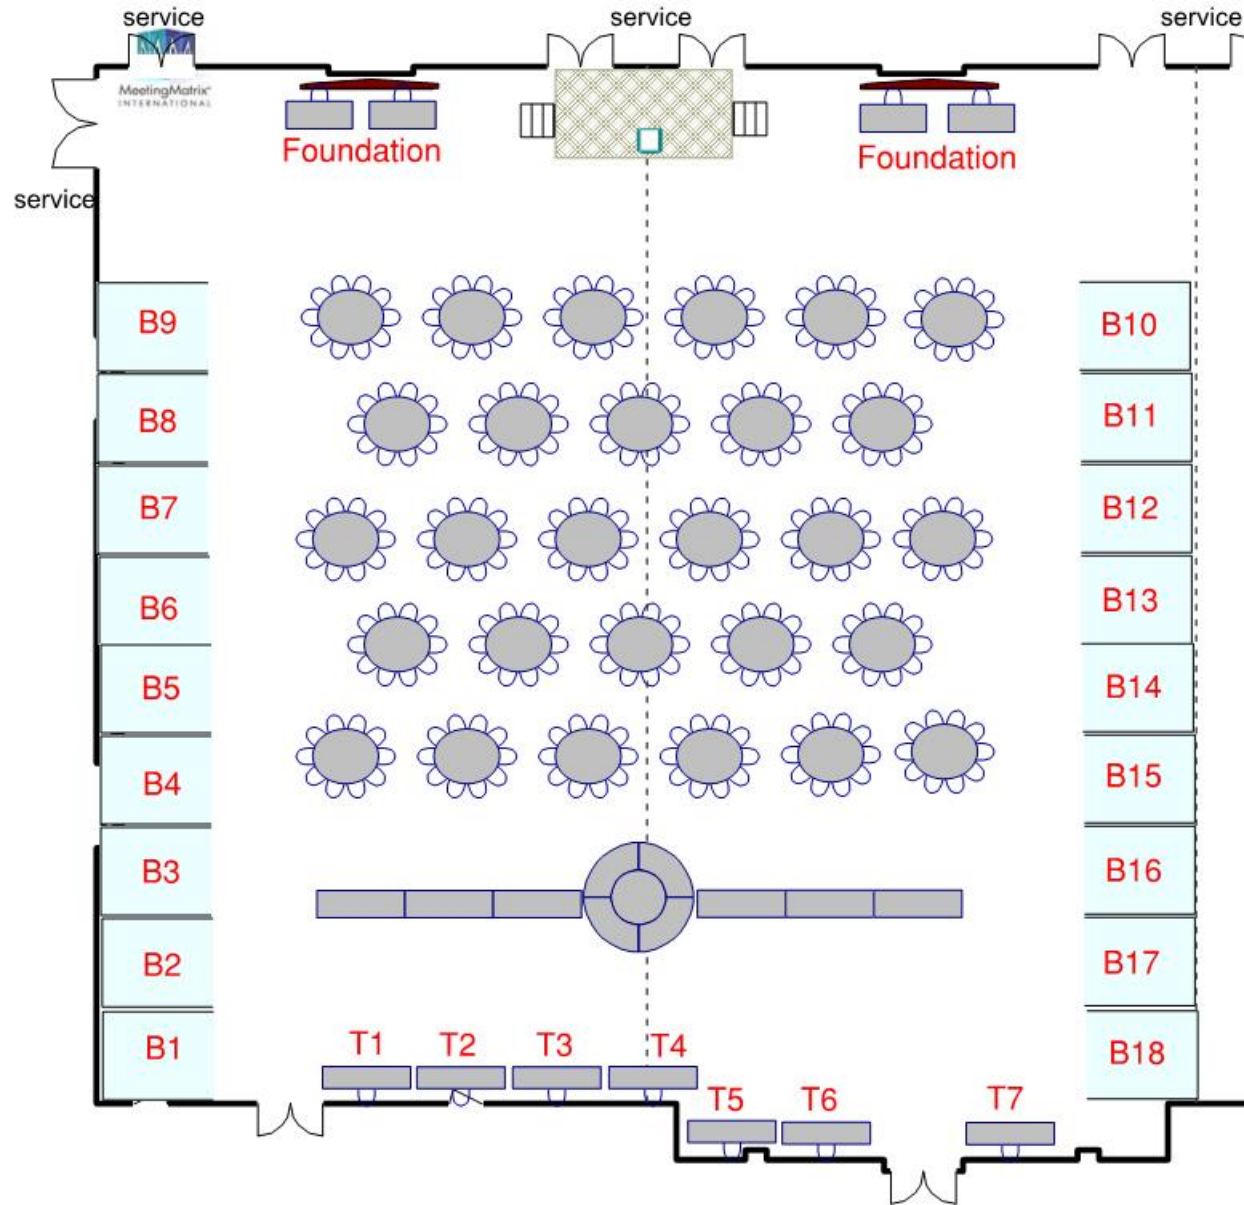 service
service
service
MeetingMatrix
INTERNATIONAL
service
Foundation
Foundation
B9
B10
B8
B11
B7
B12
B6
B13
B5
B14
B4
B15
B3
B16
B2
B17
B1
B18
T1 T2 T3 T4
T5 T6 T7